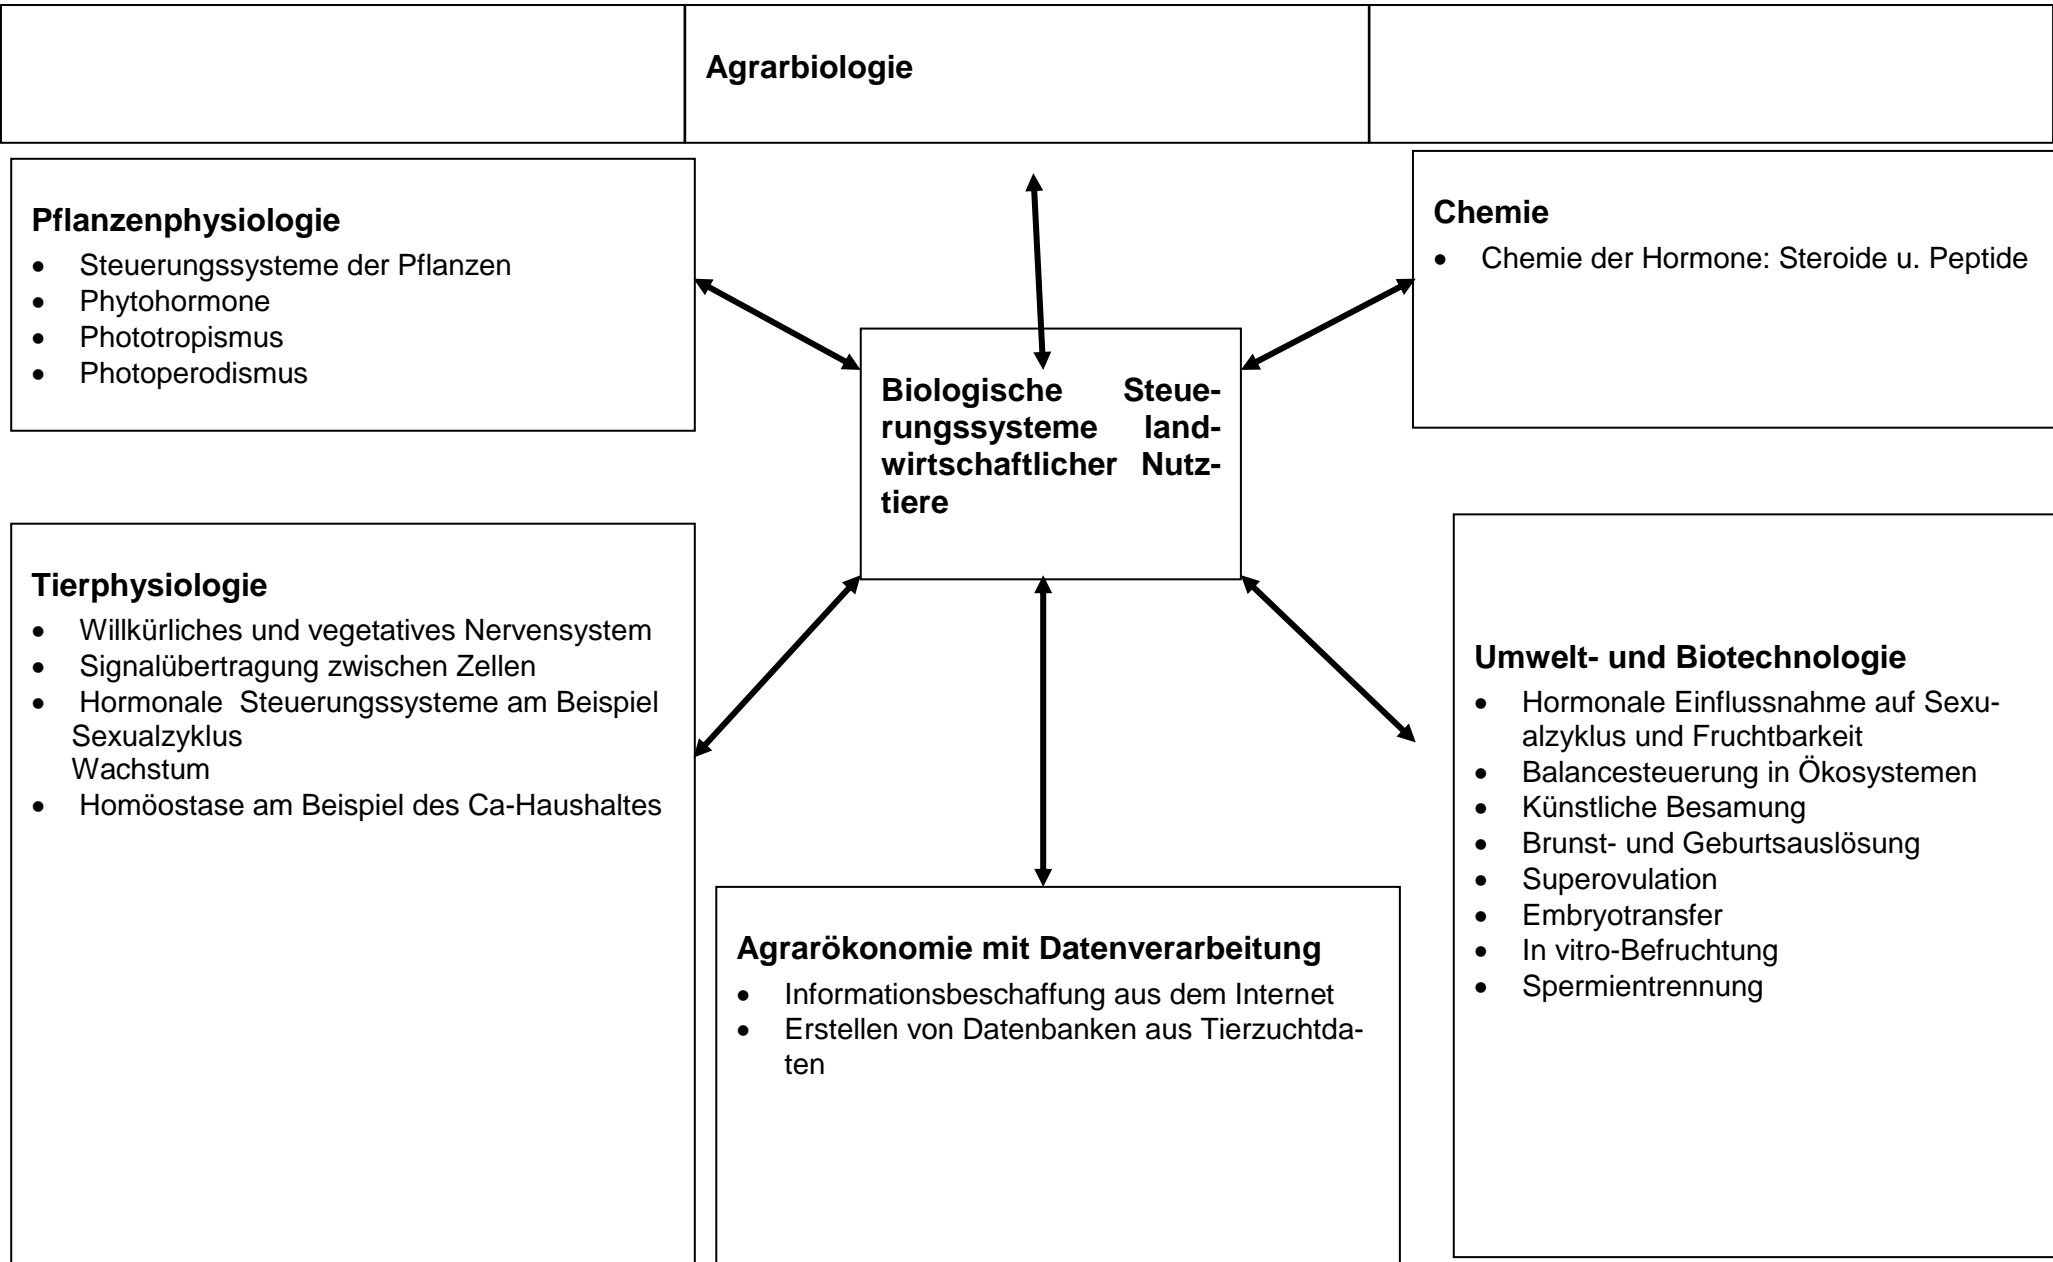 Agrarbiologie
Pflanzenphysiologie
• Steuerungssysteme der Pflanzen
• Phytohormone
• Phototropismus
• Photoperodismus
Chemie
• Chemie der Hormone: Steroide u. Peptide
Biologische Steue-
rungssysteme land-
wirtschaftlicher Nutz-
tiere
Tierphysiologie
• Willkürliches und vegetatives Nervensystem
• Signalübertragung zwischen Zellen
• Hormonale Steuerungssysteme am Beispiel
Sexualzyklus
Wachstum
• Homöostase am Beispiel des Ca-Haushaltes
Umwelt- und Biotechnologie
• Hormonale Einflussnahme auf Sexu-
alzyklus und Fruchtbarkeit
• Balancesteuerung in Ökosystemen
• Künstliche Besamung
• Brunst- und Geburtsauslösung
• Superovulation
• Embryotransfer
• In vitro-Befruchtung
• Spermientrennung
Agrarökonomie mit Datenverarbeitung
• Informationsbeschaffung aus dem Internet
• Erstellen von Datenbanken aus Tierzuchtda-
ten